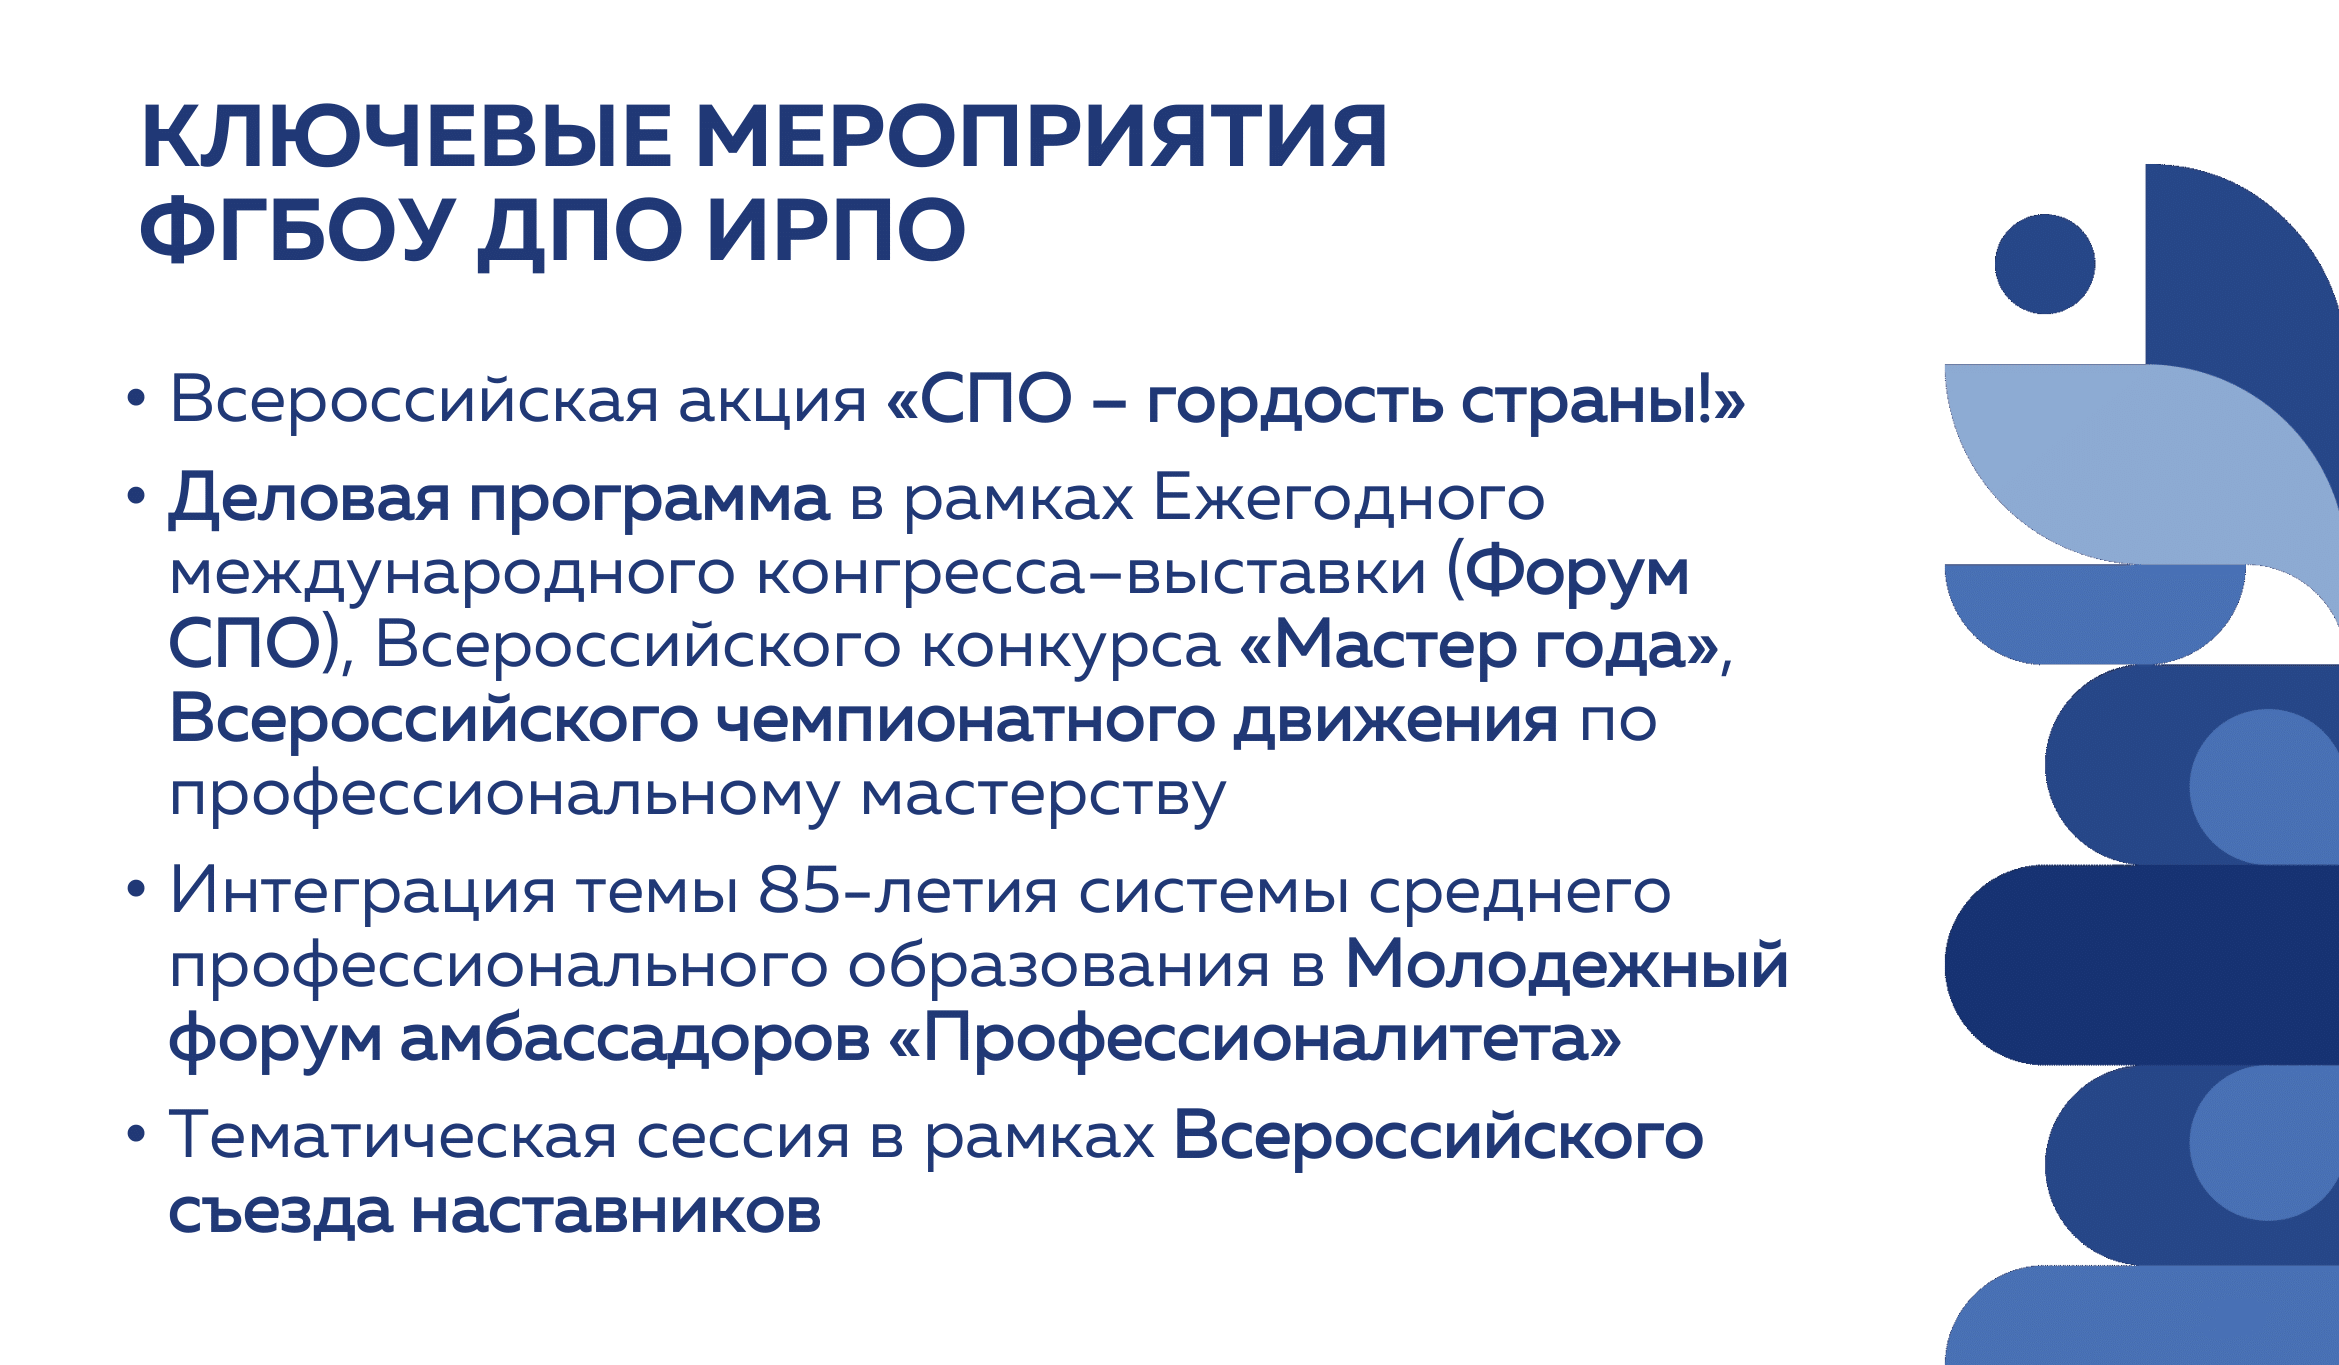 КЛЮЧЕВЫЕ МЕРОПРИЯТИЯ
ФГБОУ ДПО ИРПО
• Всероссийская акция «СПО – гордость страны!»
• Деловая программа в рамках Ежегодного
международного конгресса–выставки (Форум
СПО), Всероссийского конкурса «Мастер года»,
Всероссийского чемпионатного движения по
профессиональному мастерству
• Интеграция темы 85-летия системы среднего
профессионального образования в Молодежный
форум амбассадоров «Профессионалитета»
• Тематическая сессия в рамках Всероссийского
съезда наставников